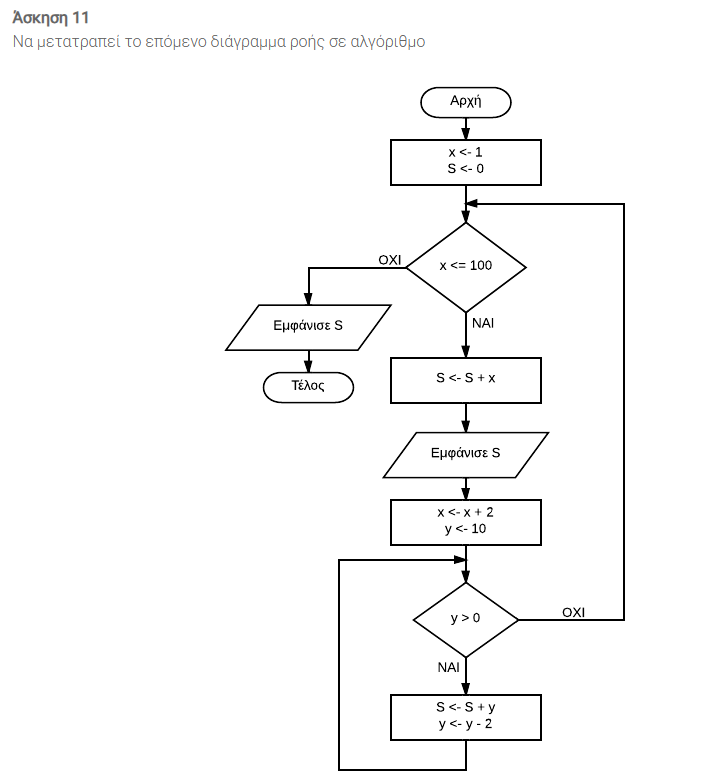 Άσκηση 11
Να μετατραπεί το επόμενο διάγραμμα ροής σε αλγόριθμο
Αρχή
x <- 1
S <- 0
x <= 100
ΟΧΙ
ΝΑΙ
Εμφάνισε S
Τέλος
S <- S + x
Εμφάνισε S
x <- x + 2
y <- 10
y > 0
ΟΧΙ
ΝΑΙ
S <- S + y
y <- y - 2